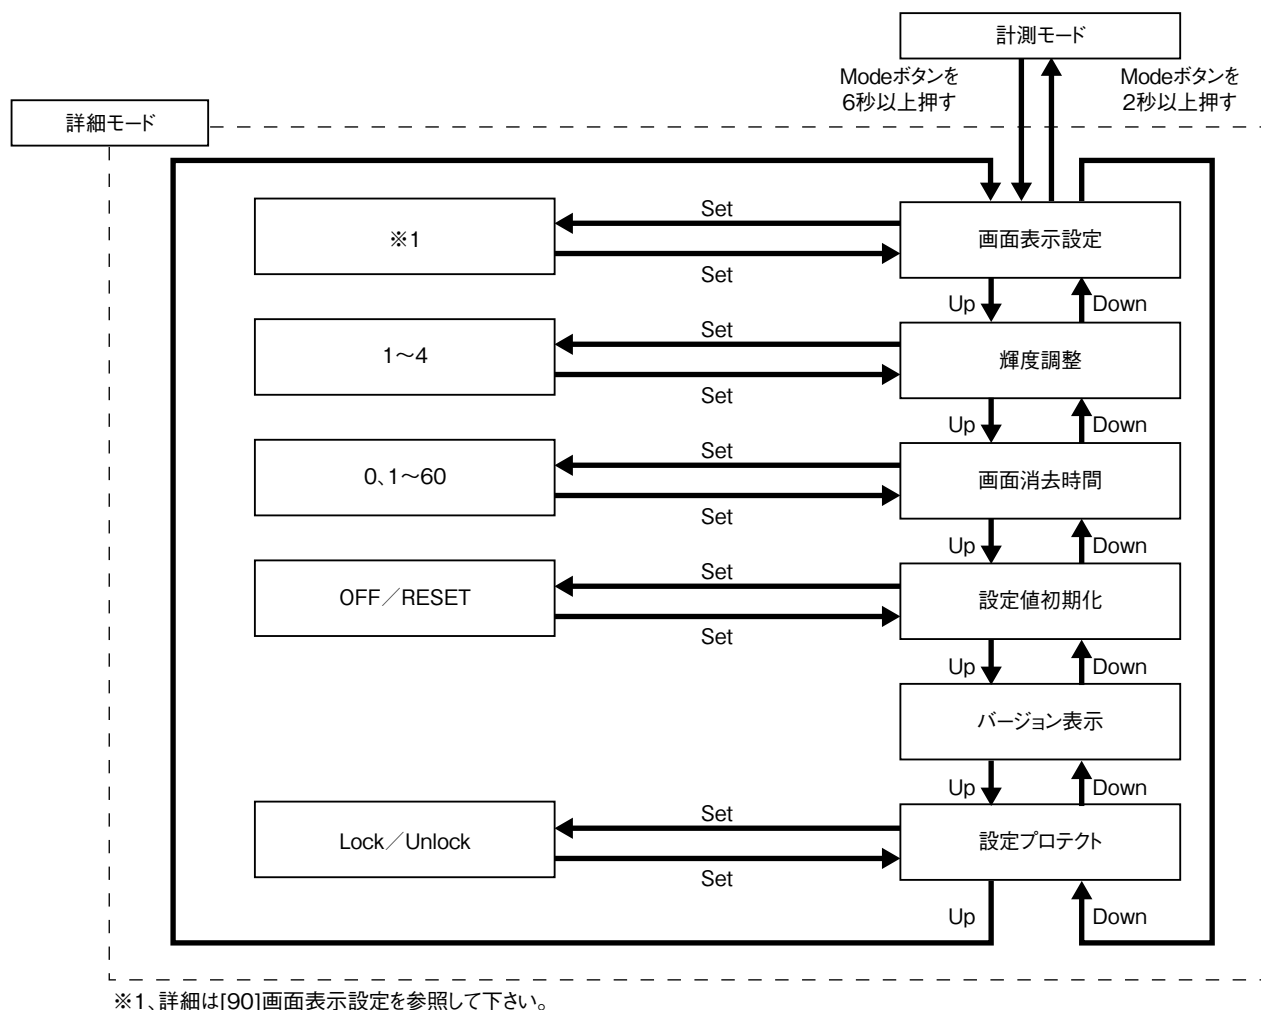 計測モード
Modeボタンを
6秒以上押す
Modeボタンを
2秒以上押す
詳細モード
※1
Set
Set
画面表示設定
Up
Down
1～4
Set
Set
輝度調整
Up
Down
0、1～60
Set
Set
画面消去時間
Up
Down
OFF／RESET
Set
Set
設定値初期化
Up
Down
バージョン表示
Up
Down
Lock／Unlock
Set
Set
設定プロテクト
Up
Down
※1、詳細は[90]画面表示設定を参照して下さい。